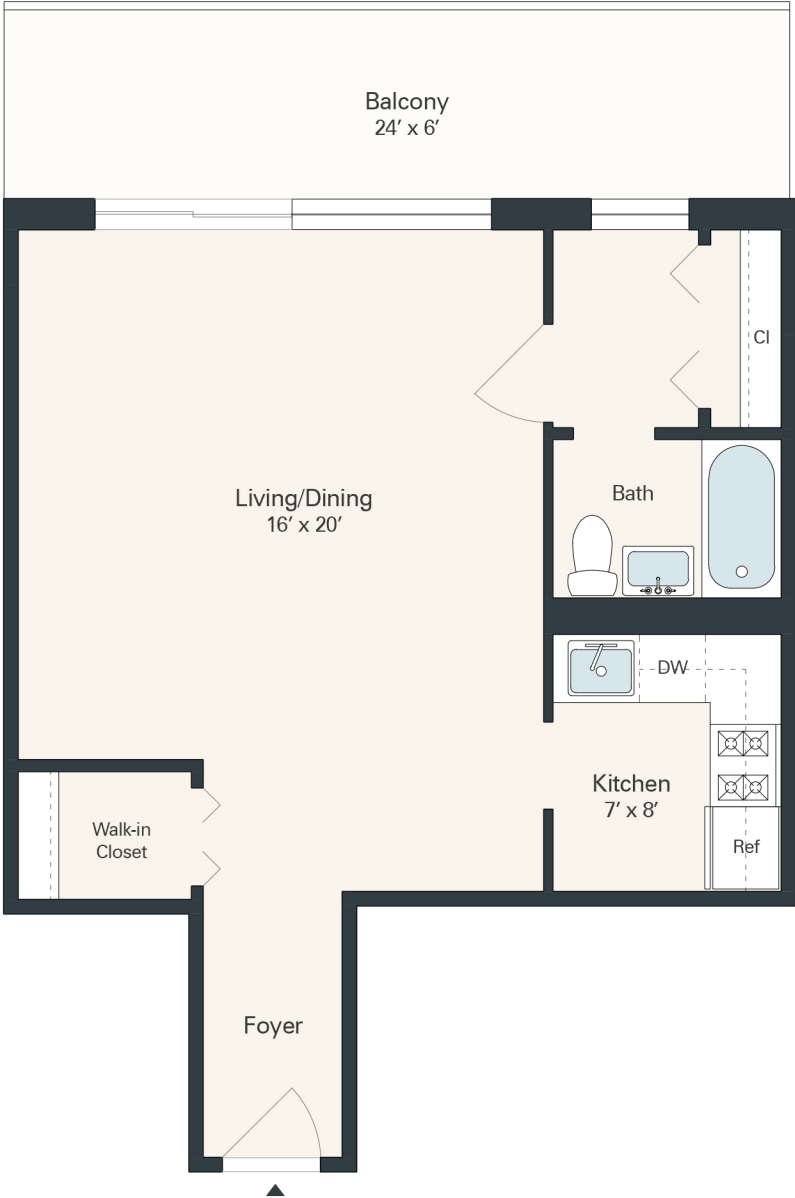 Balcony
24’ x 6’
Cl
Living/Dining
16’ x 20’
Bath
DW
Kitchen
7’ x 8’
Ref
Walk-in
Closet
Foyer